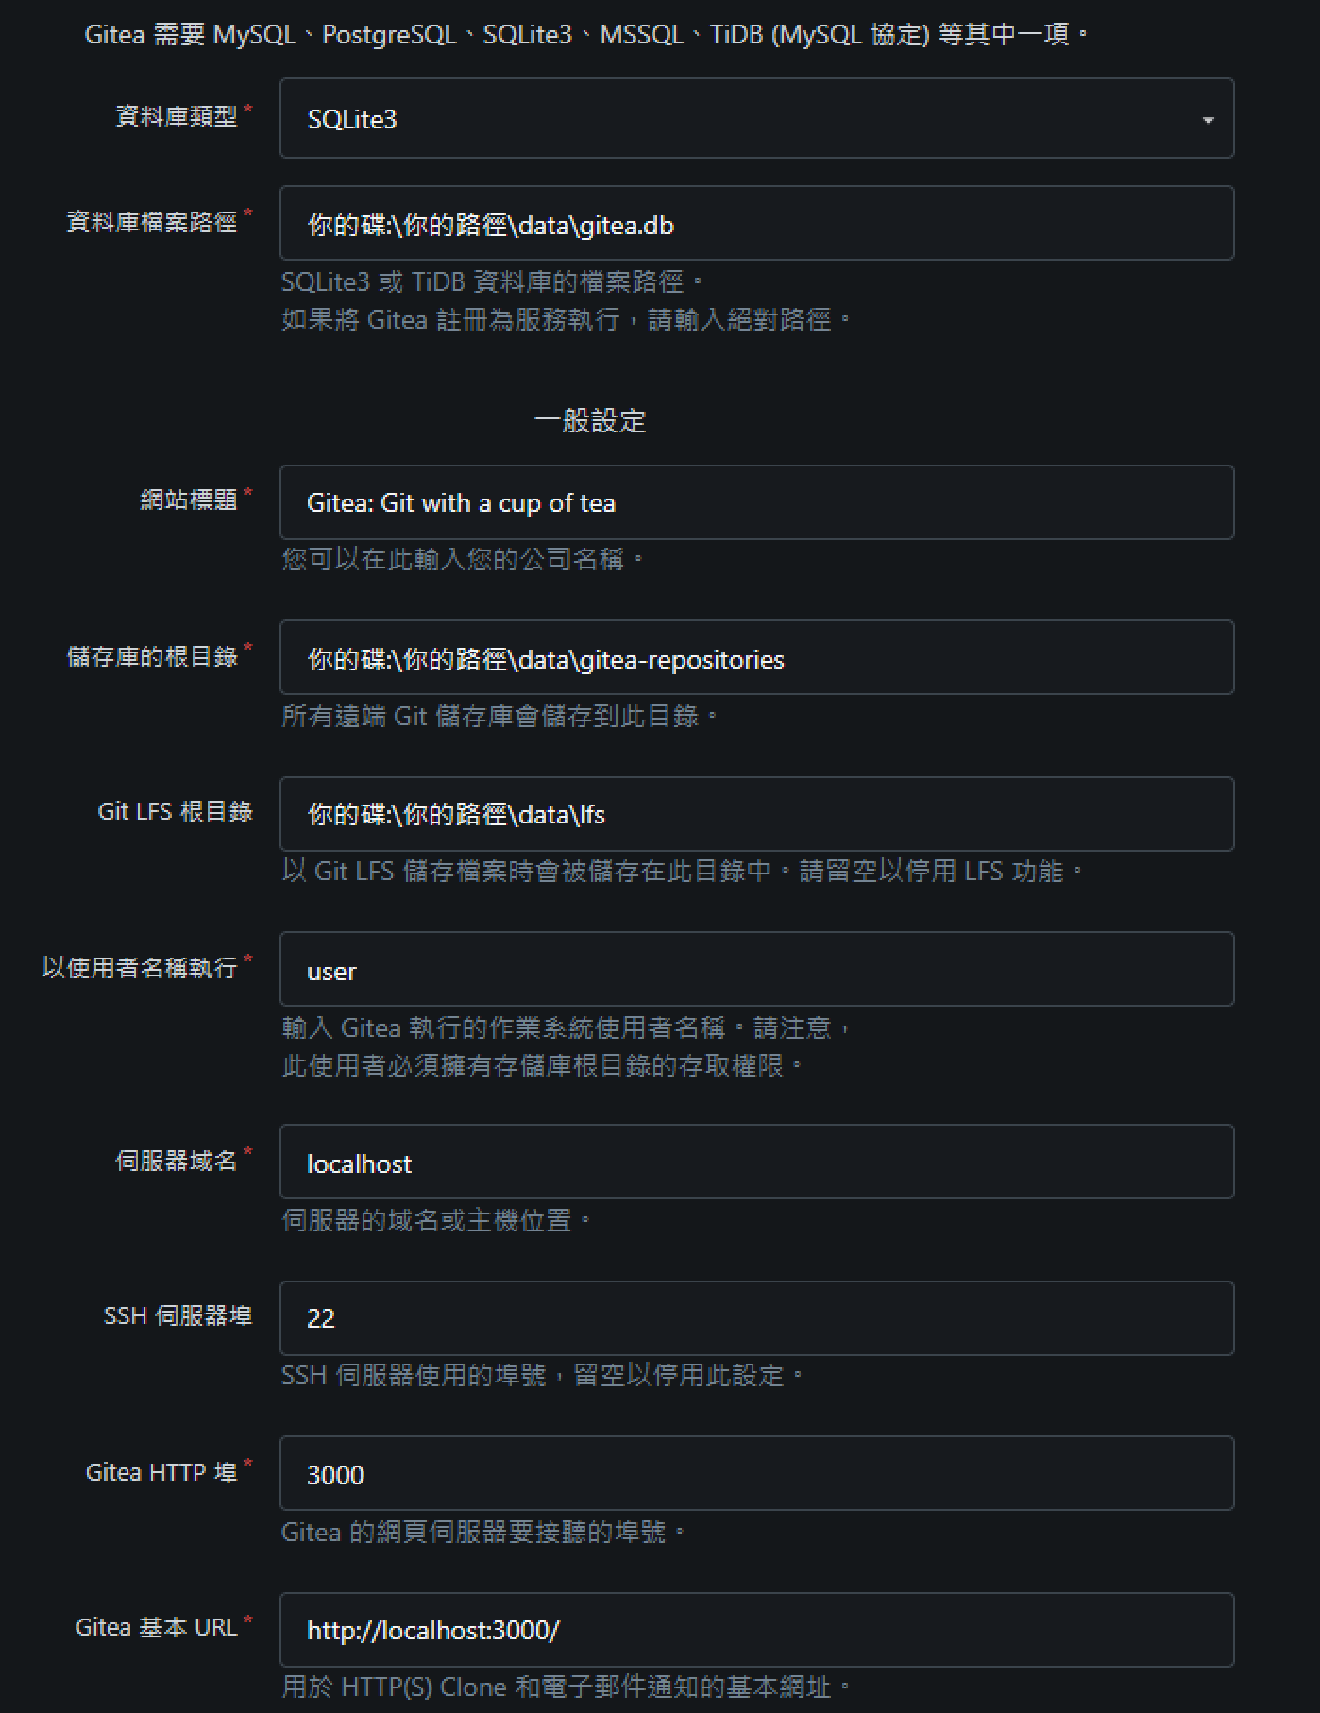 Gitea 需要 MySQL、PostgreSQL、SQLite3、MSSQL、TiDB (MySQL 協定) 等其中一項。
資料庫類型*
SQLite3
資料庫檔案路徑*
你的碟:\你的路徑\data\gitea.db
SQLite3 或 TiDB 資料庫的檔案路徑。
如果將 Gitea 註冊為服務執行，請輸入絕對路徑。
一般設定
網站標題*
Gitea: Git with a cup of tea
您可以在此輸入您的公司名稱。
儲存庫的根目錄*
你的碟:\你的路徑\data\gitea-repositories
所有遠端 Git 儲存庫會儲存到此目錄。
Git LFS 根目錄
你的碟:\你的路徑\data\lfs
以 Git LFS 儲存檔案時會被儲存在此目錄中。請留空以停用 LFS 功能。
以使用者名稱執行*
user
輸入 Gitea 執行的作業系統使用者名稱。請注意，
此使用者必須擁有存儲庫根目錄的存取權限。
伺服器域名*
localhost
伺服器的域名或主機位置。
SSH 伺服器埠
22
SSH 伺服器使用的埠號，留空以停用此設定。
Gitea HTTP 埠*
3000
Gitea 的網頁伺服器要接聽的埠號。
Gitea 基本 URL*
http://localhost:3000/
用於 HTTP(S) Clone 和電子郵件通知的基本網址。